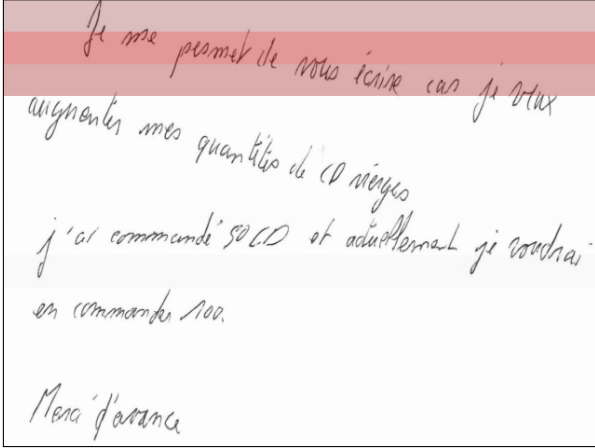 Je me permet de vous écrire car je veux
augmenter mes quantités de CD vierges
j'ai commandé 50 CD et actuellement je voudrai
en commander 100.
Merci d'avance